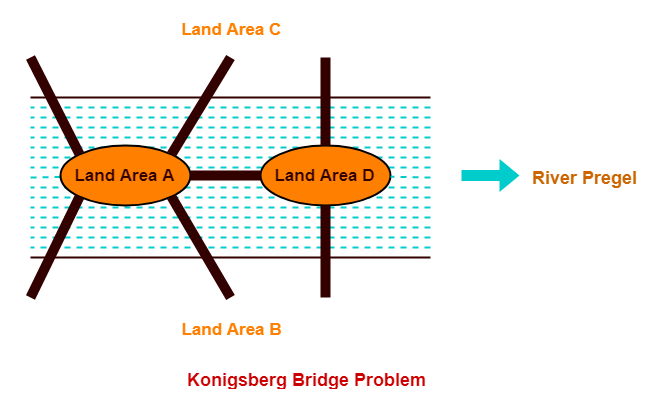 Land Area C
Land Area A
Land Area D
River Pregel
Land Area B
Konigsberg Bridge Problem